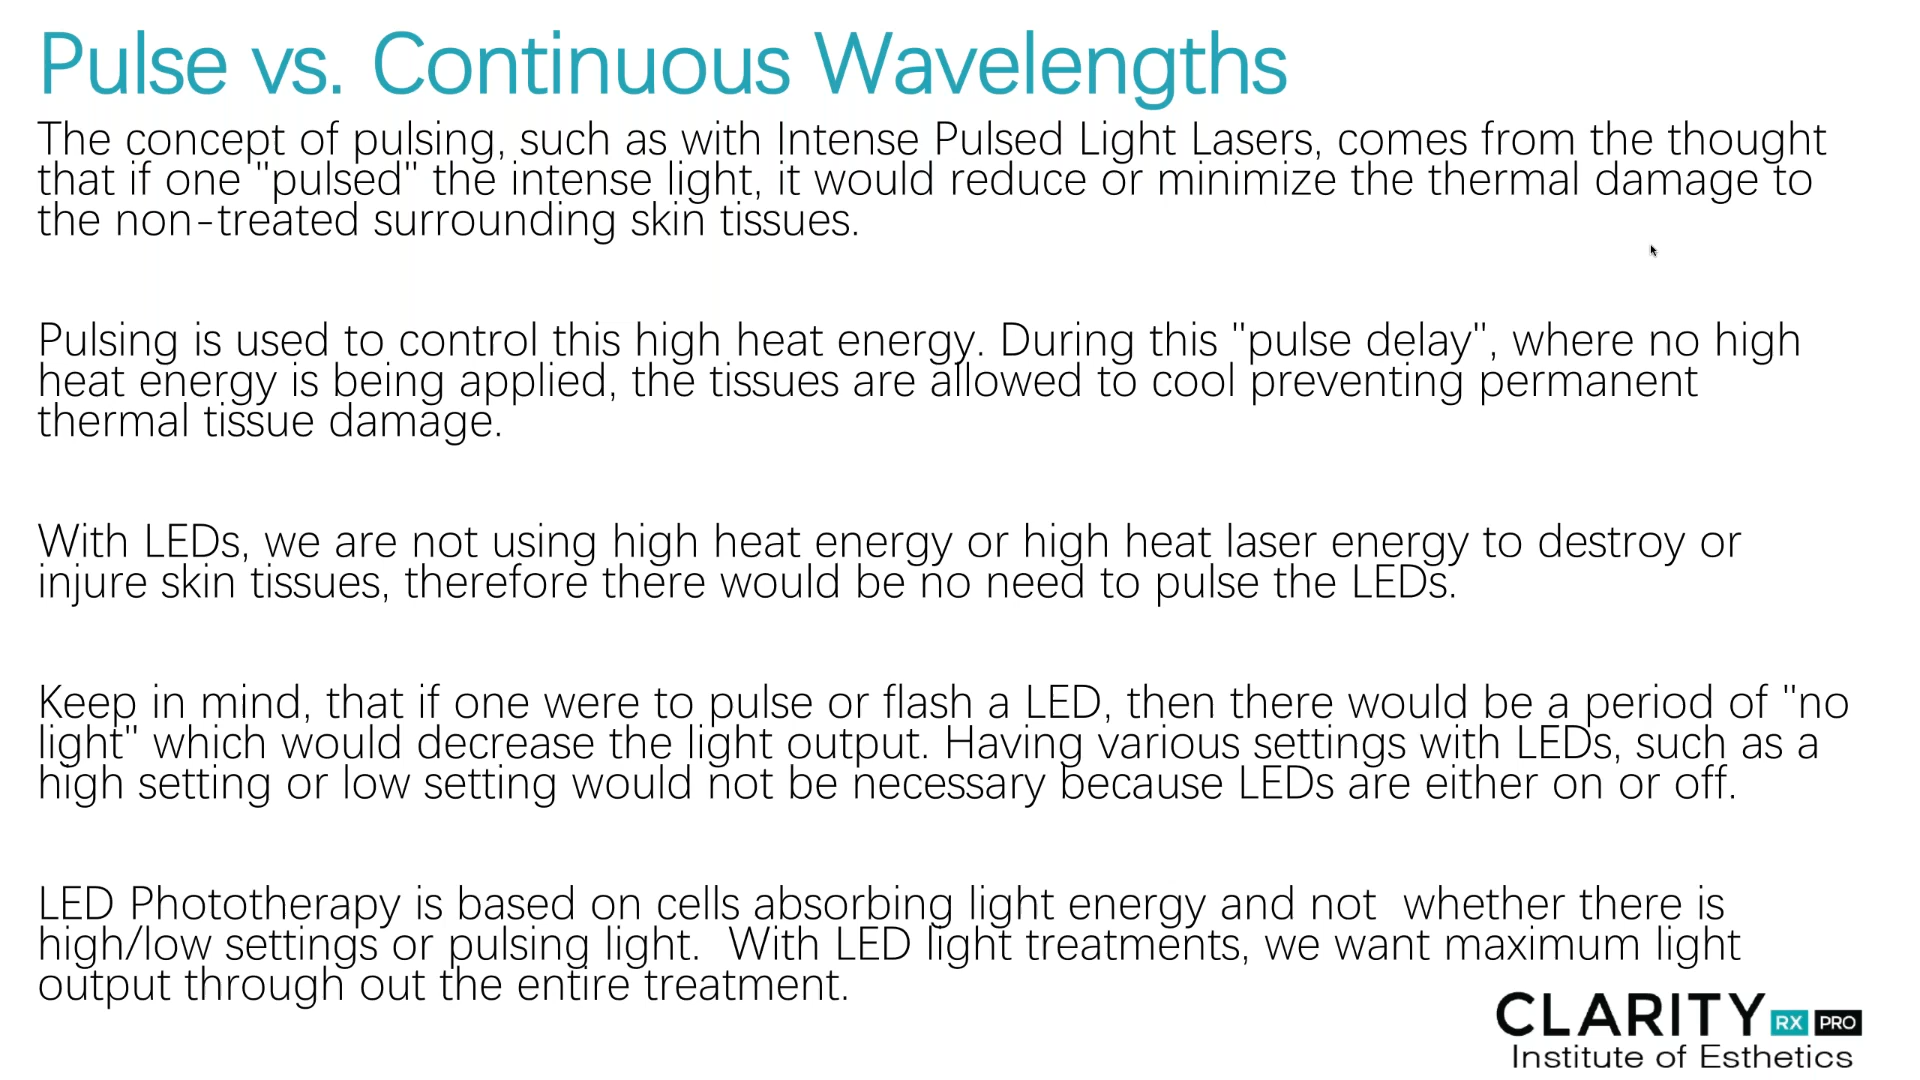 Pulse vs. Continuous Wavelengths
The concept of pulsing, such as with Intense Pulsed Light Lasers, comes from the thought
that if one "pulsed" the intense light, it would reduce or minimize the thermal damage to
the non-treated surrounding skin tissues.
Pulsing is used to control this high heat energy. During this "pulse delay", where no high
heat energy is being applied, the tissues are allowed to cool preventing permanent
thermal tissue damage.
With LEDs, we are not using high heat energy or high heat laser energy to destroy or
injure skin tissues, therefore there would be no need to pulse the LEDs.
Keep in mind, that if one were to pulse or flash a LED, then there would be a period of "no
light" which would decrease the light output. Having various settings with LEDs, such as a
high setting or low setting would not be necessary because LEDs are either on or off.
LED Phototherapy is based on cells absorbing light energy and not  whether there is
high/low settings or pulsing light.  With LED light treatments, we want maximum light
output through out the entire treatment.
CLARITY RX PRO
Institute of Esthetics